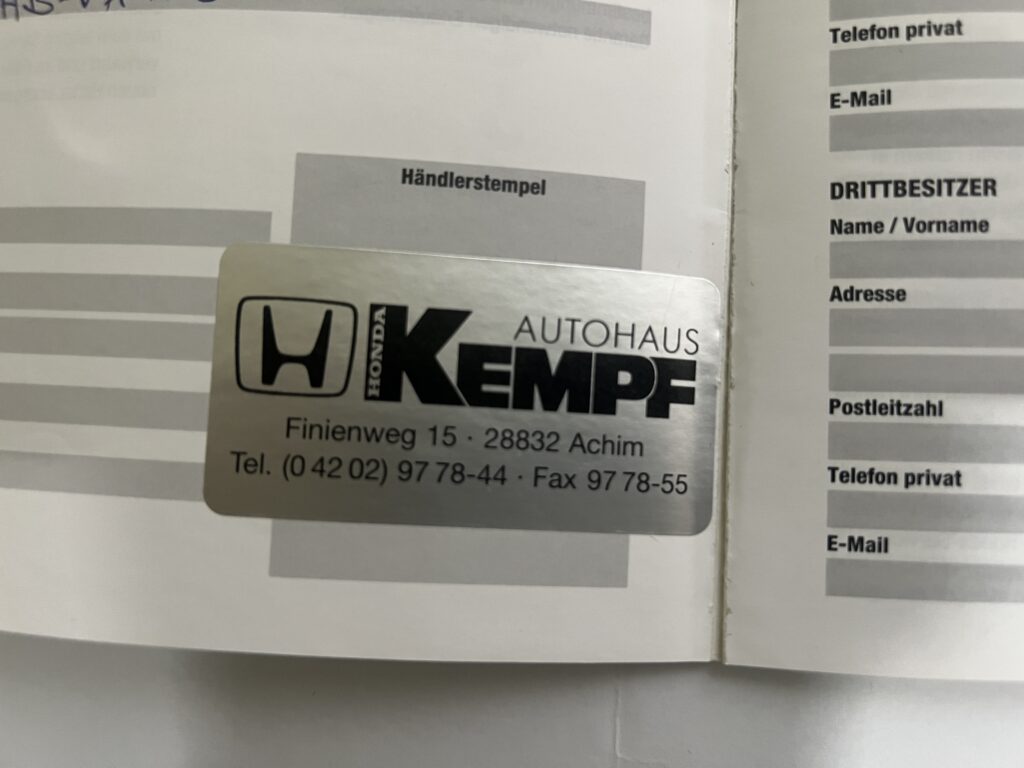 Händlerstempel
HONDA
AUTOHAUS
KEMPF
Finienweg 15 · 28832 Achim
Tel. (0 42 02) 97 78-44 · Fax 97 78-55
Telefon privat
E-Mail
DRITTBESITZER
Name / Vorname
Adresse
Postleitzahl
Telefon privat
E-Mail